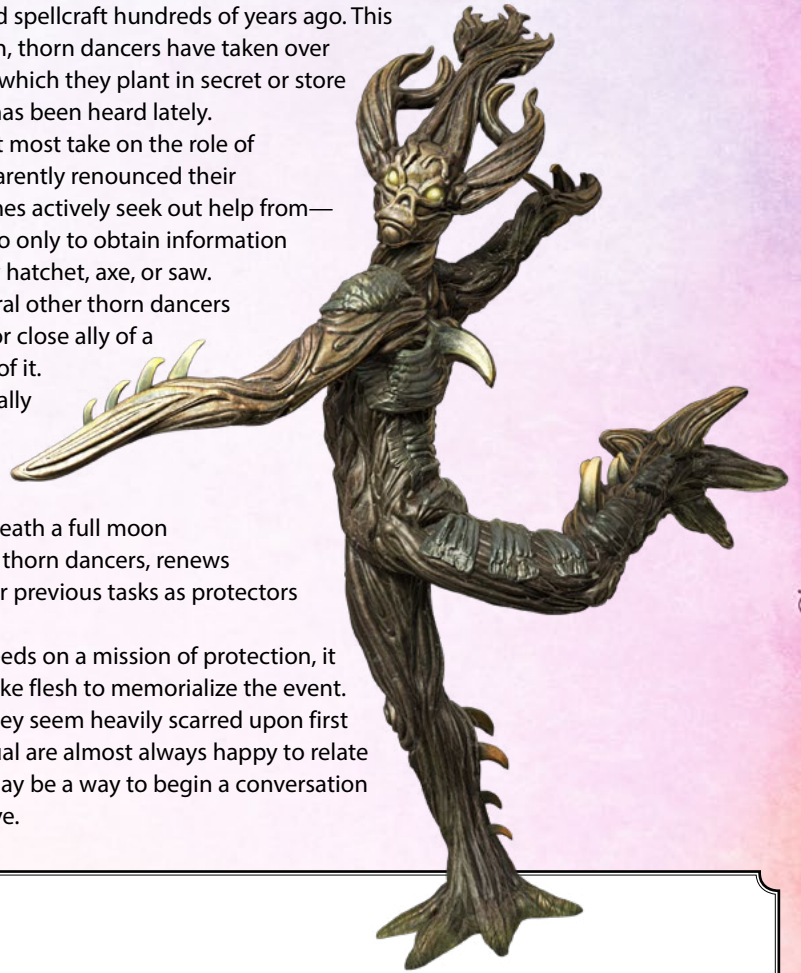 d spellcraft hundreds of years ago. This
n, thorn dancers have taken over
which they plant in secret or store
has been heard lately.
t most take on the role of
arently renounced their
nes actively seek out help from—
o only to obtain information
hatchet, axe, or saw.
ral other thorn dancers
or close ally of a
of it.
ally
eath a full moon
thorn dancers, renews
r previous tasks as protectors
eds on a mission of protection, it
ke flesh to memorialize the event.
ey seem heavily scarred upon first
ual are almost always happy to relate
ay be a way to begin a conversation
ve.